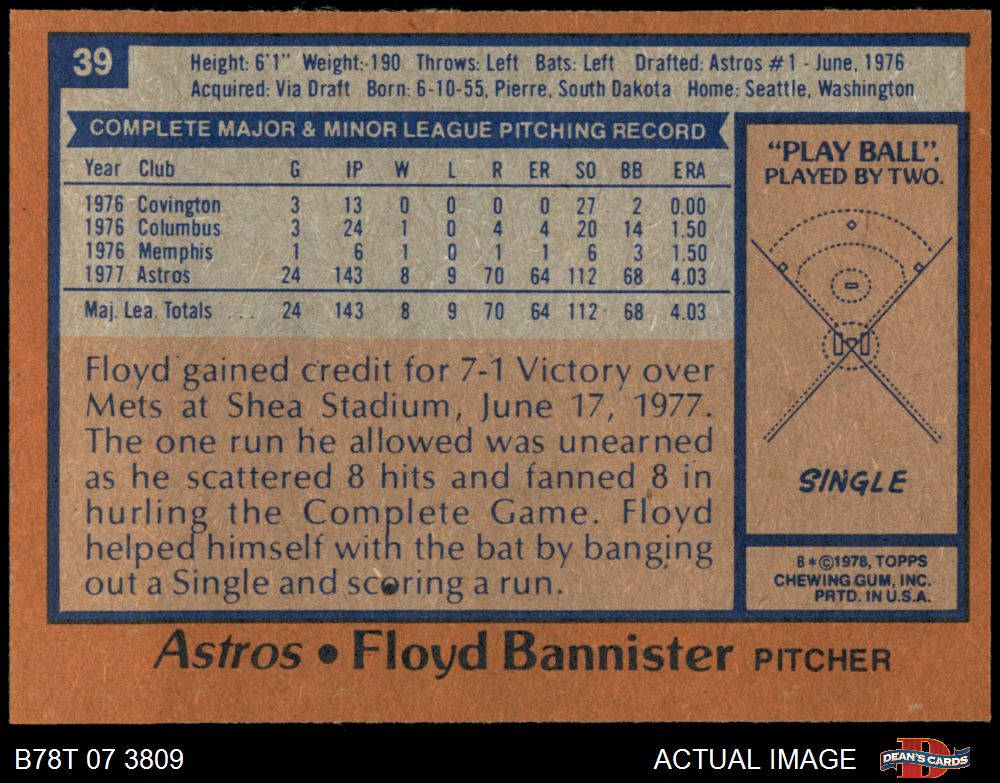 39
Height: 6'1" Weight: 190 Throws: Left Bats: Left Drafted: Astros #1 - June, 1976
Acquired: Via Draft Born: 6-10-55, Pierre, South Dakota Home: Seattle, Washington
COMPLETE MAJOR & MINOR LEAGUE PITCHING RECORD
Year Club G IP W L R ER SO BB ERA
1976 Covington 3 13 0 0 0 0 27 2 0.00
1976 Columbus 3 24 1 0 4 4 20 14 1.50
1976 Memphis 1 6 1 0 1 1 6 3 1.50
1977 Astros 24 143 8 9 70 64 112 68 4.03
Maj. Lea. Totals ... 24 143 8 9 70 64 112 68 4.03
Floyd gained credit for 7-1 Victory over
Mets at Shea Stadium, June 17, 1977.
The one run he allowed was unearned
as he scattered 8 hits and fanned 8 in
hurling the Complete Game. Floyd
helped himself with the bat by banging
out a Single and scoring a run.
"PLAY BALL".
PLAYED BY TWO.
SINGLE
B*©1978, TOPPS
CHEWING GUM, INC.
PRTD. IN U.S.A.
Astros • Floyd Bannister PITCHER
B78T 07 3809
ACTUAL IMAGE
D
DEAN'S CARDS